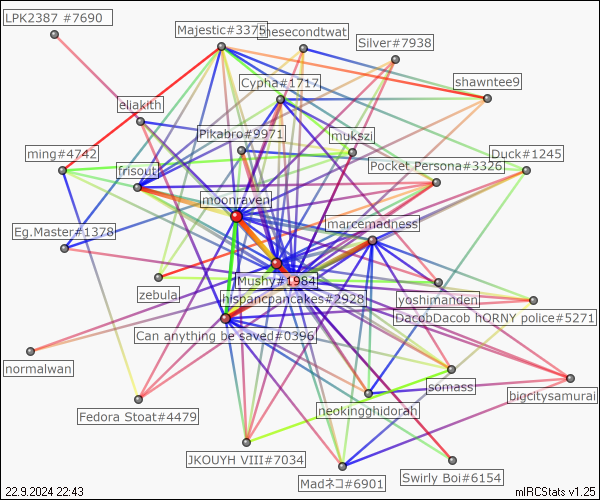 LPK2387 #7690
Majestic#3375
hesecondtwat
Silver#7938
Cypha#1717
shawntee9
eliakith
Pikabro#9971
mukszi
ming#4742
frisout
Pocket Persona#3326
Duck#1245
moonraven
marcemadness
Eg.Master#1378
Mushy#1984
zebula
hispancpancakes#2928
yoshimanden
DacobDacob hORNY police#5271
Can anything be saved#0396
normalwan
somass
bigcitysamurai
neokingghidorah
Fedora Stoat#4479
JKOUYH VIII#7034
Swirly Boi#6154
Madネコ#6901
22.9.2024 22:43
mIRCStats v1.25